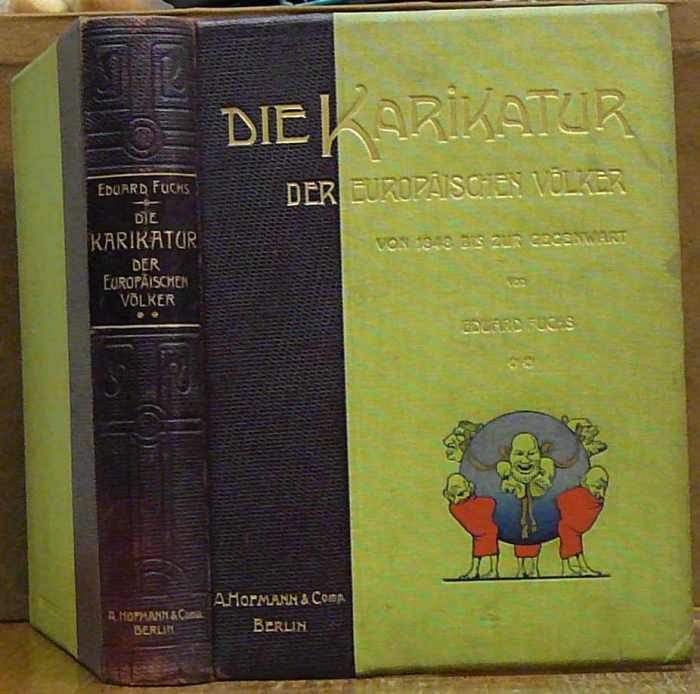 EDUARD FUCHS
DIE
KARIKATUR
DER
EUROPÄISCHEN
VÖLKER
A. HOFMANN & Comp.
BERLIN
DIE KARIKATUR
DER EUROPÄISCHEN VÖLKER
VON 1848 BIS ZUR GEGENWART
VON
EDUARD FUCHS
A. HOFMANN & Comp.
BERLIN